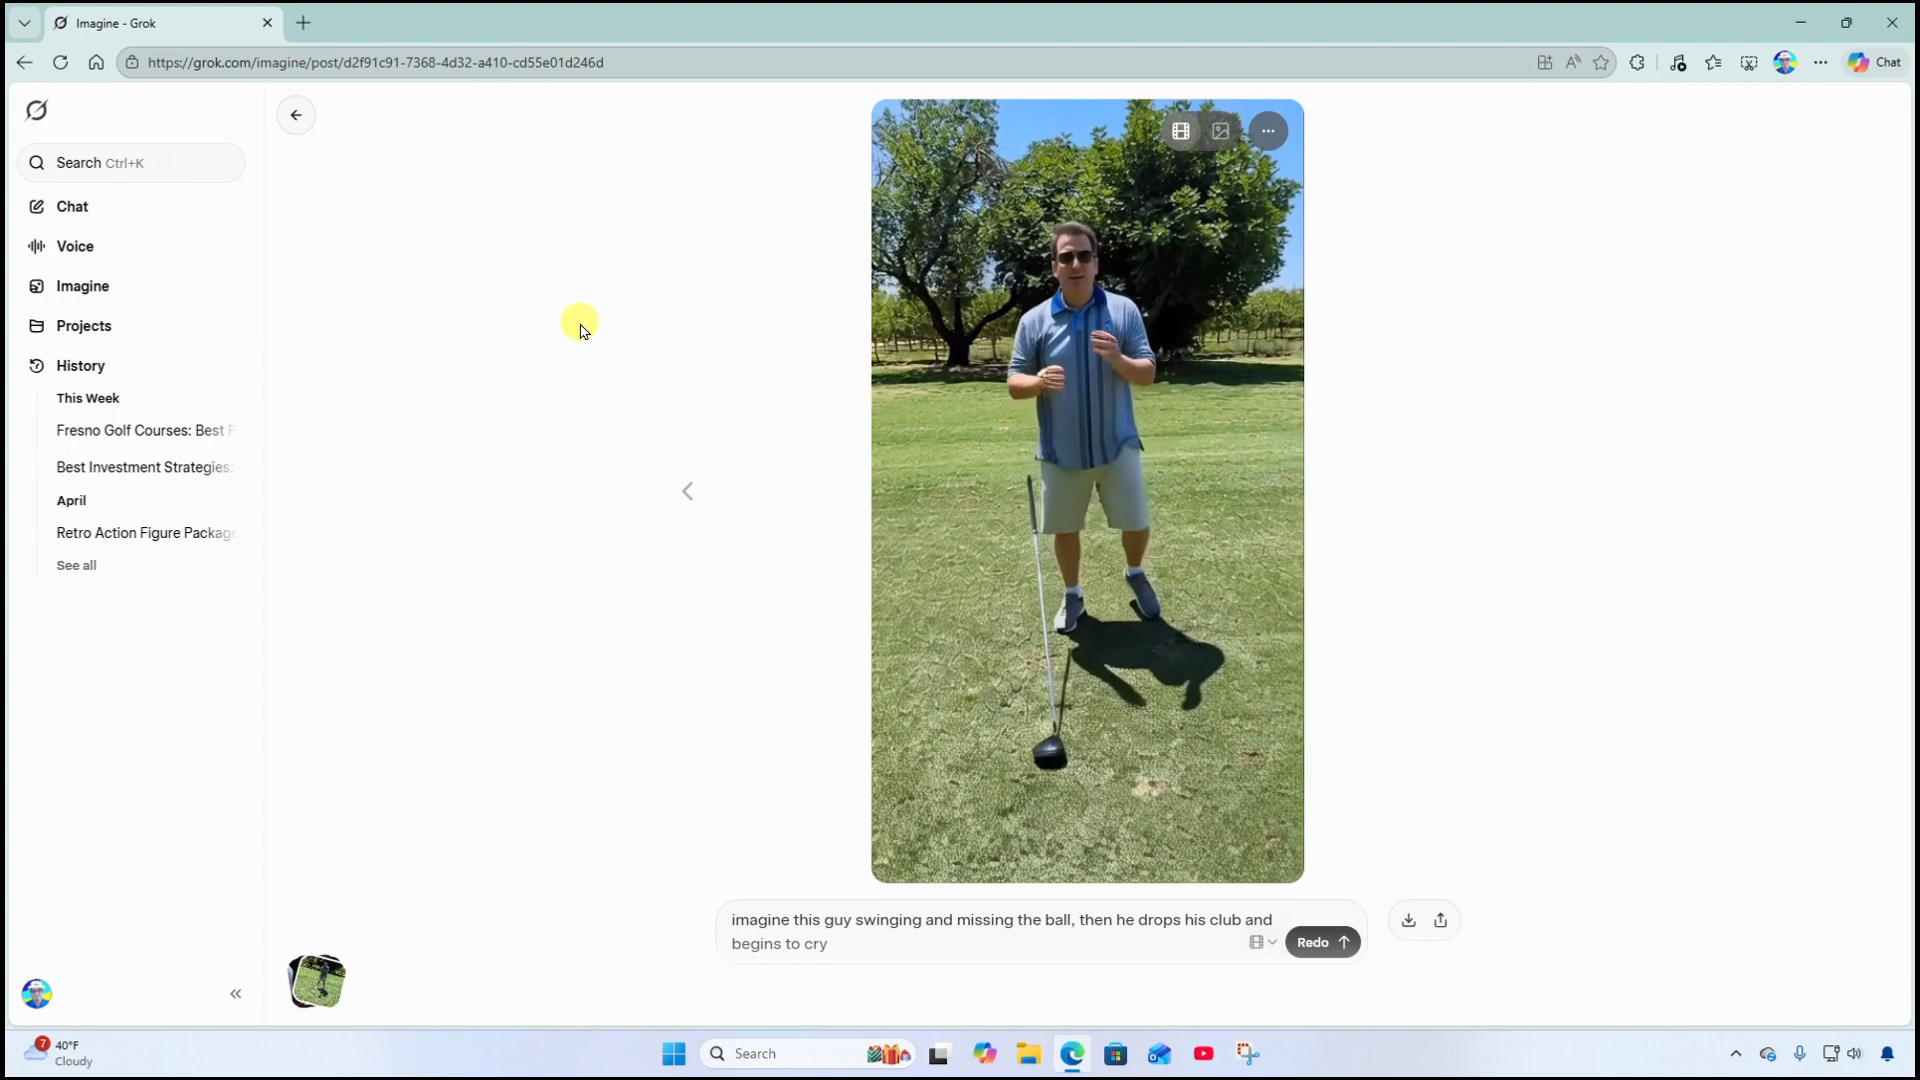 Imagine - Grok
https://grok.com/imagine/post/d2f91c91-7368-4d32-a410-cd55e01d246d
Chat
Search Ctrl+K
Chat
Voice
Imagine
Projects
History
This Week
Fresno Golf Courses: Best P
Best Investment Strategies:
April
Retro Action Figure Package
See all
imagine this guy swinging and missing the ball, then he drops his club and
begins to cry
Redo
7
40°F
Cloudy
Search